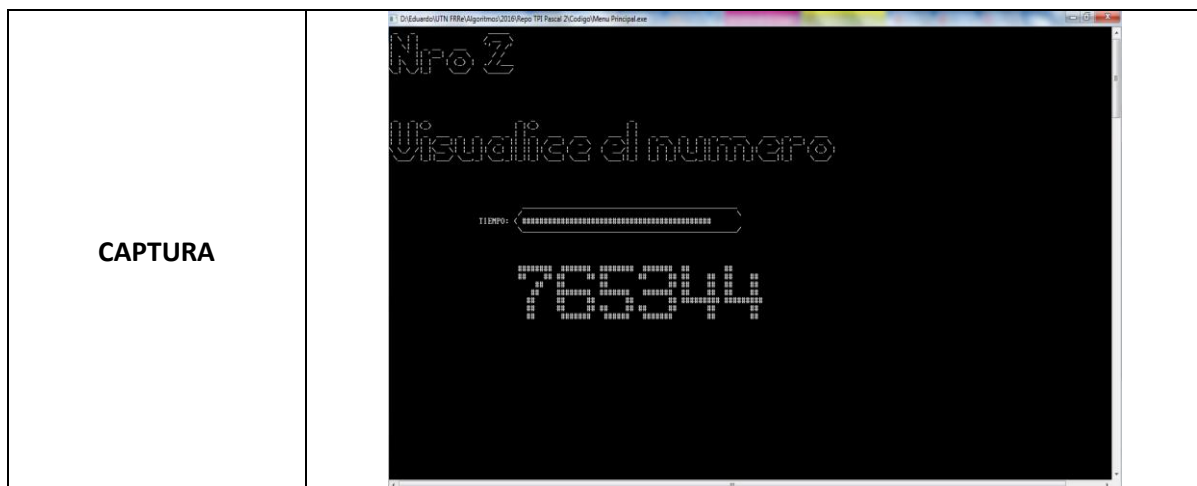 D:\Eduardo\UTN FRRe\Algoritmos\2016\Repo TPI Pascal 2\Codigo\Menu Principal.exe
Nro 2
Visualice el numero
CAPTURA
TIEMPO:
765344